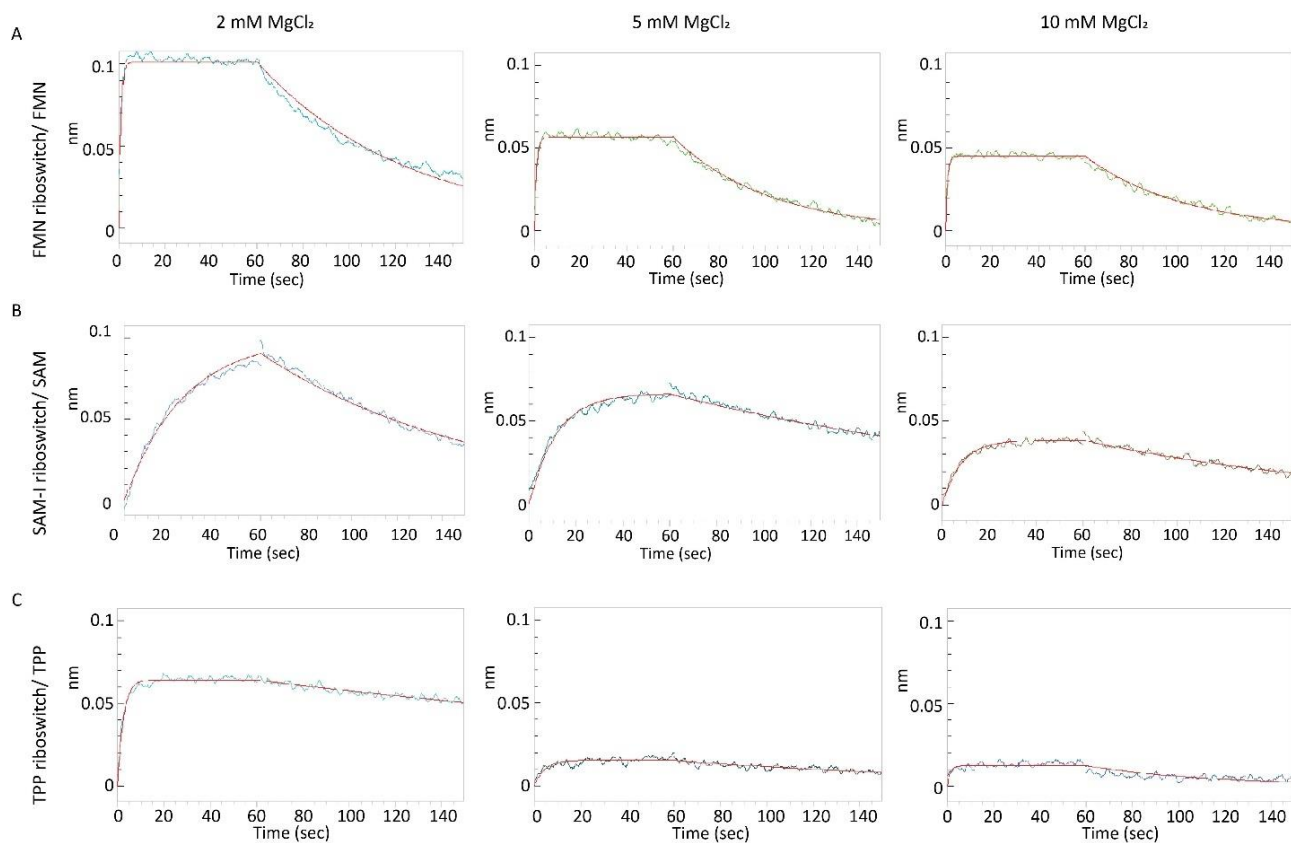 2 mM MgCl₂ 5 mM MgCl₂ 10 mM MgCl₂
A
FMN riboswitch/ FMN
nm
0.1
0.05
0
0 20 40 60 80 100 120 140
Time (sec)
nm
0.1
0.05
0
0 20 40 60 80 100 120 140
Time (sec)
nm
0.1
0.05
0
0 20 40 60 80 100 120 140
Time (sec)
B
SAM-I riboswitch/ SAM
nm
0.1
0.05
0
0 20 40 60 80 100 120 140
Time (sec)
nm
0.1
0.05
0
0 20 40 60 80 100 120 140
Time (sec)
nm
0.1
0.05
0
0 20 40 60 80 100 120 140
Time (sec)
C
TPP riboswitch/ TPP
nm
0.1
0.05
0
0 20 40 60 80 100 120 140
Time (sec)
nm
0.1
0.05
0
0 20 40 60 80 100 120 140
Time (sec)
nm
0.1
0.05
0
0 20 40 60 80 100 120 140
Time (sec)